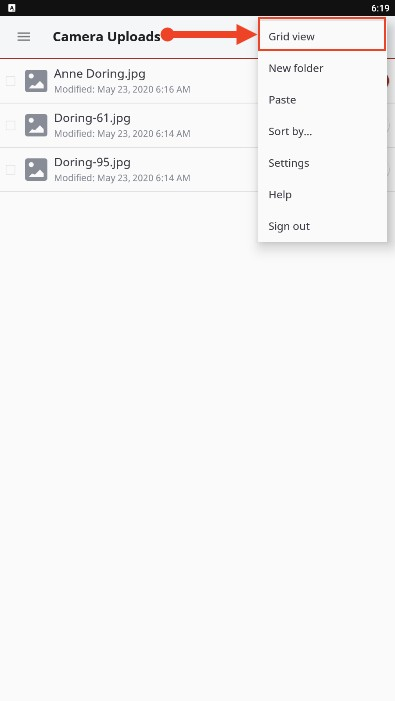 A
6:19
Camera Uploads
Grid view
New folder
Paste
Sort by...
Settings
Help
Sign out
Anne Doring.jpg
Modified: May 23, 2020 6:16 AM
Doring-61.jpg
Modified: May 23, 2020 6:14 AM
Doring-95.jpg
Modified: May 23, 2020 6:14 AM